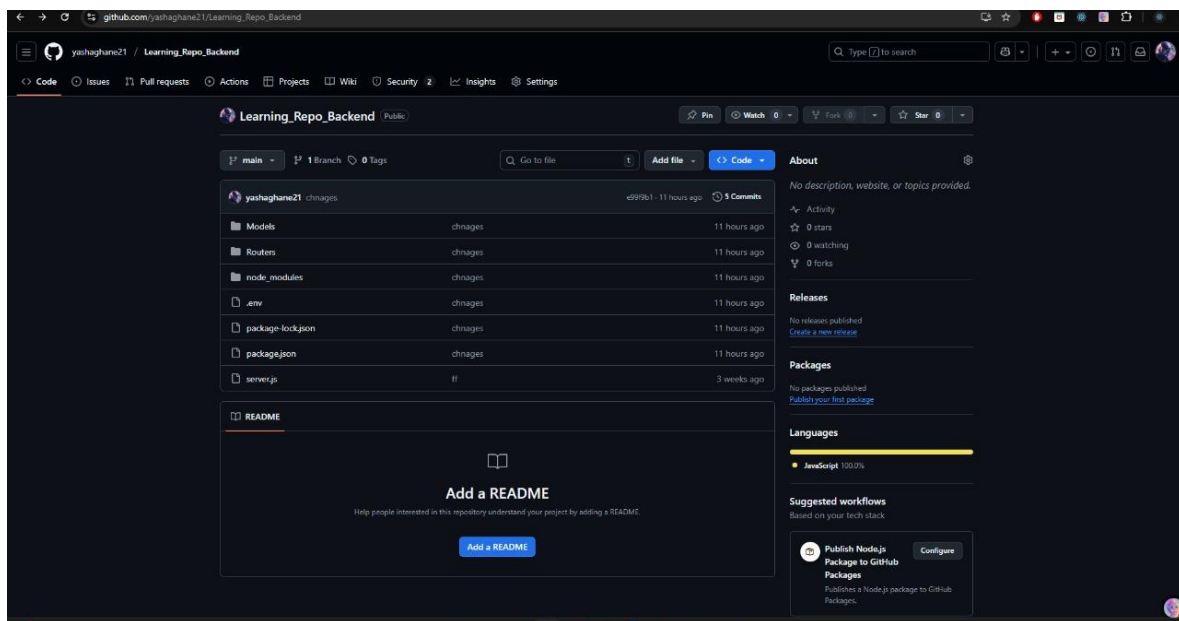 github.com/yashaghane21/Learning_Repo_Backend
yashaghane21 / Learning_Repo_Backend
Type / to search
Code Issues Pull requests Actions Projects Wiki Security 2 Insights Settings
Learning_Repo_Backend Public
Pin Watch 0 Fork 0 Star 0
main 1 Branch 0 Tags
Go to file t
Add file
Code
About
No description, website, or topics provided.
yashaghane21 chnages
e99f9b1 · 11 hours ago 5 Commits
Models chnages 11 hours ago
Routers chnages 11 hours ago
node_modules chnages 11 hours ago
.env chnages 11 hours ago
package-lock.json chnages 11 hours ago
package.json chnages 11 hours ago
server.js ff 3 weeks ago
Activity
0 stars
0 watching
0 forks
Releases
No releases published
Create a new release
Packages
No packages published
Publish your first package
README
Add a README
Help people interested in this repository understand your project by adding a README.
Add a README
Languages
JavaScript 100.0%
Suggested workflows
Based on your tech stack
Publish Node.js
Package to GitHub
Packages
Configure
Publishes a Node.js package to GitHub
Packages.